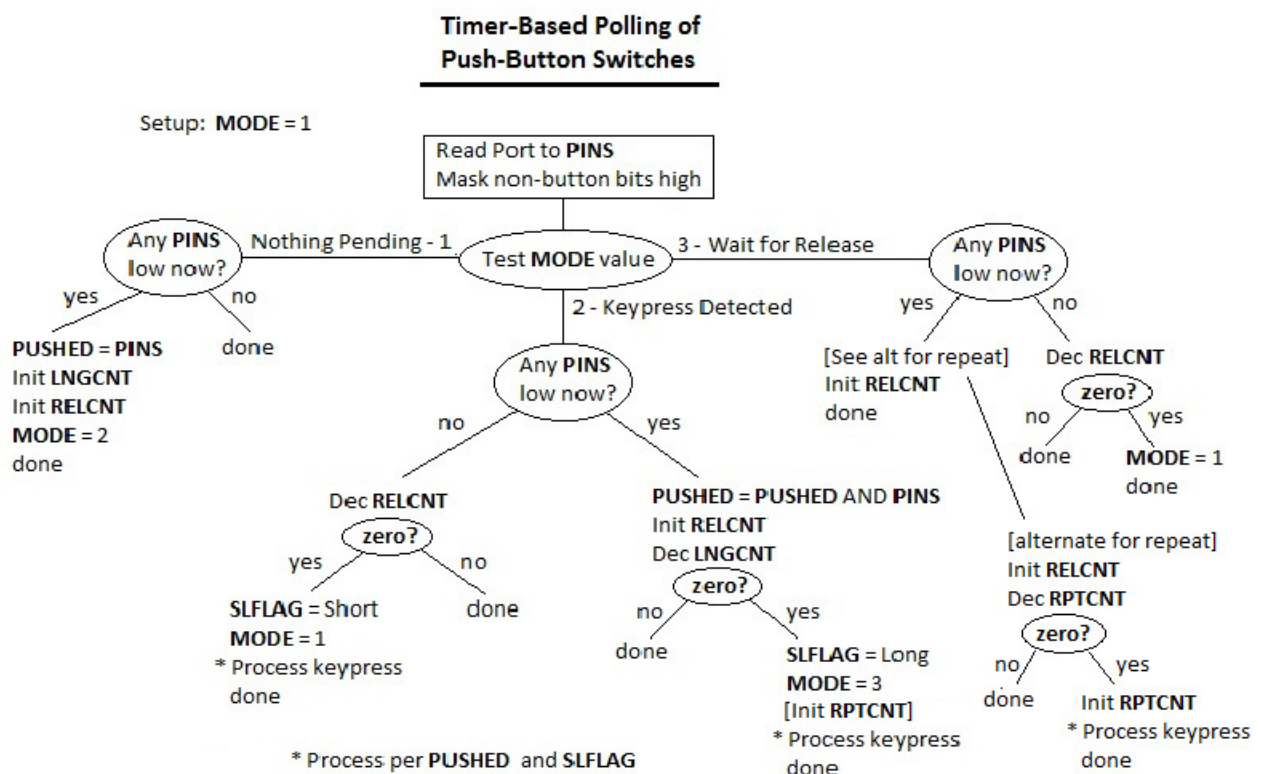 Timer-Based Polling of
Push-Button Switches
Setup: MODE = 1
Read Port to PINS
Mask non-button bits high
Any PINS
low now?
Nothing Pending - 1
Test MODE value
3 - Wait for Release
Any PINS
low now?
yes
no
2 - Keypress Detected
yes
no
PUSHED = PINS
Init LNGCNT
Init RELCNT
MODE = 2
done
done
Any PINS
low now?
[See alt for repeat]
Init RELCNT
done
Dec RELCNT
zero?
no
yes
done
MODE = 1
done
no
yes
Dec RELCNT
zero?
yes
no
SLFLAG = Short
MODE = 1
* Process keypress
done
done
PUSHED = PUSHED AND PINS
Init RELCNT
Dec LNGCNT
zero?
no
yes
done
SLFLAG = Long
MODE = 3
[Init RPTCNT]
* Process keypress
done
[alternate for repeat]
Init RELCNT
Dec RPTCNT
zero?
no
yes
done
Init RPTCNT
* Process keypress
done
* Process per PUSHED and SLFLAG